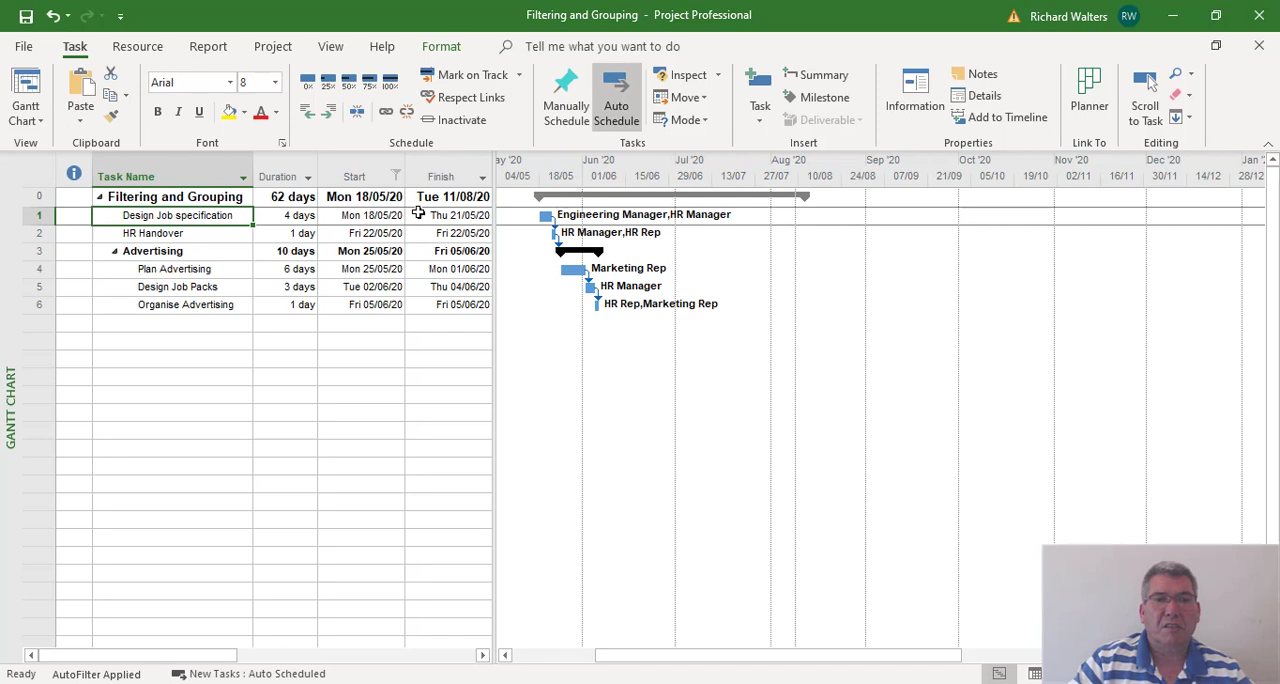 Filtering and Grouping - Project Professional
Richard Walters RW
File Task Resource Report Project View Help Format Tell me what you want to do
Gantt Chart
View
Paste
Clipboard
Arial 8
B I U A
Font
0% 25% 50% 75% 100%
Mark on Track
Respect Links
Inactivate
Schedule
Manually Schedule
Auto Schedule
Inspect
Move
Mode
Tasks
Task
Summary
Milestone
Deliverable
Insert
Information
Notes
Details
Add to Timeline
Properties
Planner
Link To
Scroll to Task
Editing
ay '20 Jun '20 Jul '20 Aug '20 Sep '20 Oct '20 Nov '20 Dec '20 Jan '
Task Name Duration Start Finish 04/05 18/05 01/06 15/06 29/06 13/07 27/07 10/08 24/08 07/09 21/09 05/10 19/10 02/11 16/11 30/11 14/12 28/12
0 Filtering and Grouping 62 days Mon 18/05/20 Tue 11/08/20
1 Design Job specification 4 days Mon 18/05/20 Thu 21/05/20 Engineering Manager,HR Manager
2 HR Handover 1 day Fri 22/05/20 Fri 22/05/20 HR Manager,HR Rep
3 Advertising 10 days Mon 25/05/20 Fri 05/06/20
4 Plan Advertising 6 days Mon 25/05/20 Mon 01/06/20 Marketing Rep
5 Design Job Packs 3 days Tue 02/06/20 Thu 04/06/20 HR Manager
6 Organise Advertising 1 day Fri 05/06/20 Fri 05/06/20 HR Rep,Marketing Rep
GANTT CHART
Ready AutoFilter Applied New Tasks : Auto Scheduled